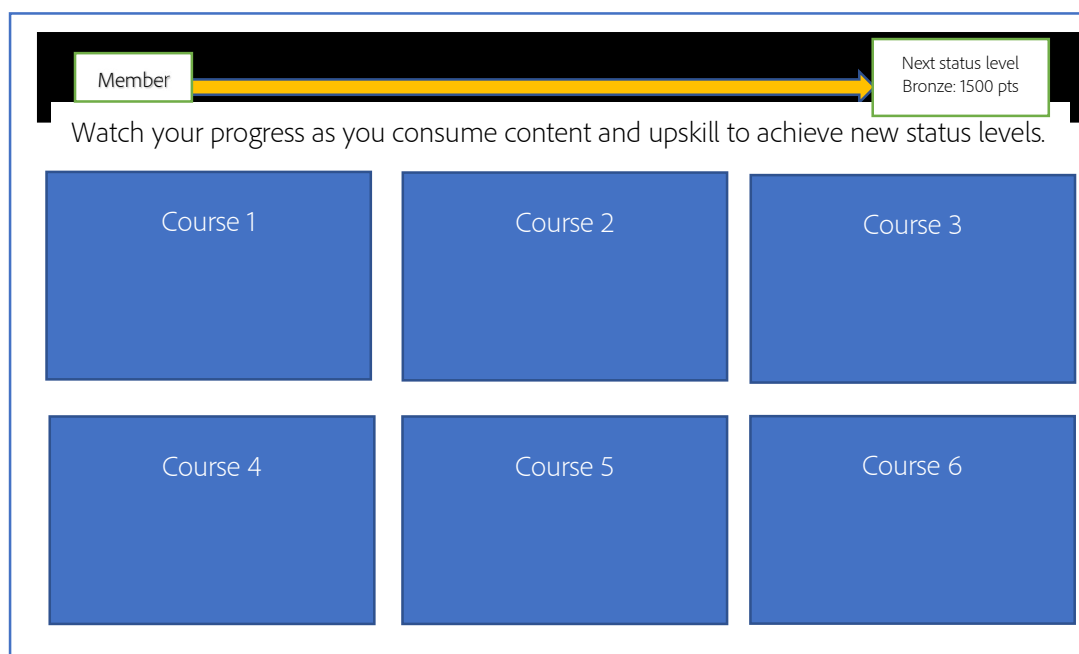 Member
Next status level
Bronze: 1500 pts
Watch your progress as you consume content and upskill to achieve new status levels.
Course 1
Course 2
Course 3
Course 4
Course 5
Course 6